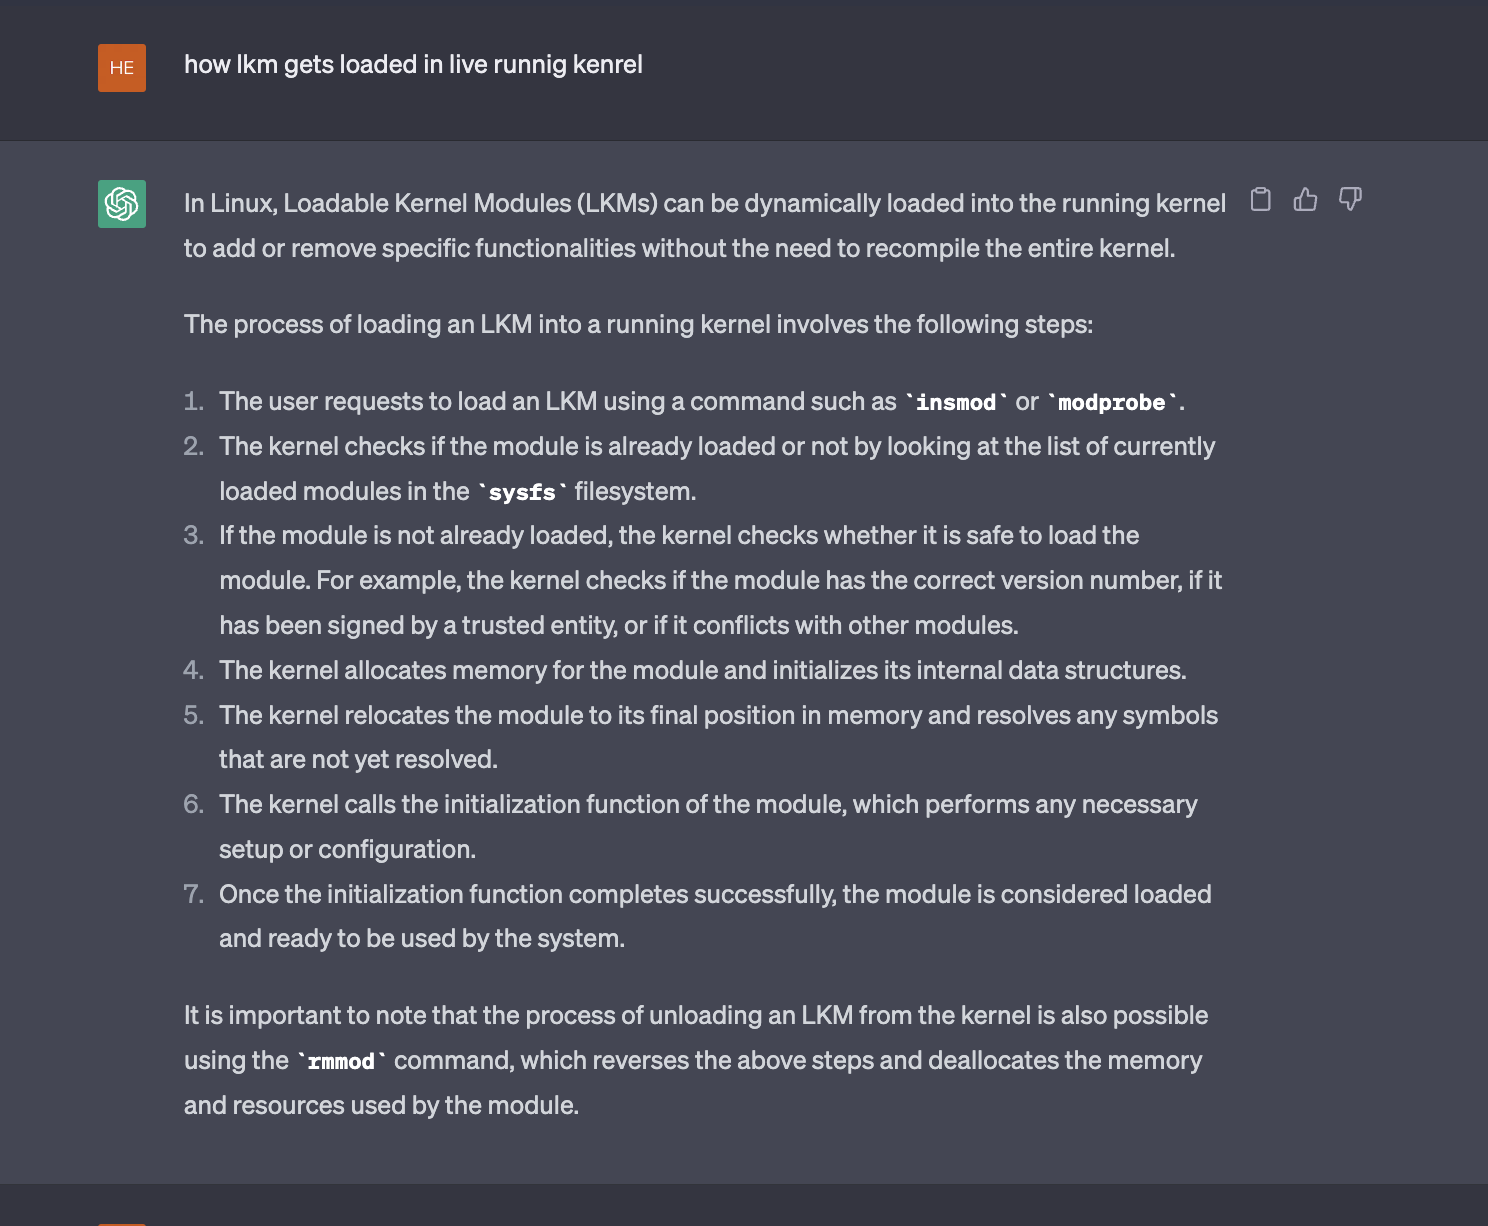 HE
how lkm gets loaded in live runnig kenrel
In Linux, Loadable Kernel Modules (LKMs) can be dynamically loaded into the running kernel
to add or remove specific functionalities without the need to recompile the entire kernel.
The process of loading an LKM into a running kernel involves the following steps:
1. The user requests to load an LKM using a command such as `insmod` or `modprobe`.
2. The kernel checks if the module is already loaded or not by looking at the list of currently
loaded modules in the `sysfs` filesystem.
3. If the module is not already loaded, the kernel checks whether it is safe to load the
module. For example, the kernel checks if the module has the correct version number, if it
has been signed by a trusted entity, or if it conflicts with other modules.
4. The kernel allocates memory for the module and initializes its internal data structures.
5. The kernel relocates the module to its final position in memory and resolves any symbols
that are not yet resolved.
6. The kernel calls the initialization function of the module, which performs any necessary
setup or configuration.
7. Once the initialization function completes successfully, the module is considered loaded
and ready to be used by the system.
It is important to note that the process of unloading an LKM from the kernel is also possible
using the `rmmod` command, which reverses the above steps and deallocates the memory
and resources used by the module.